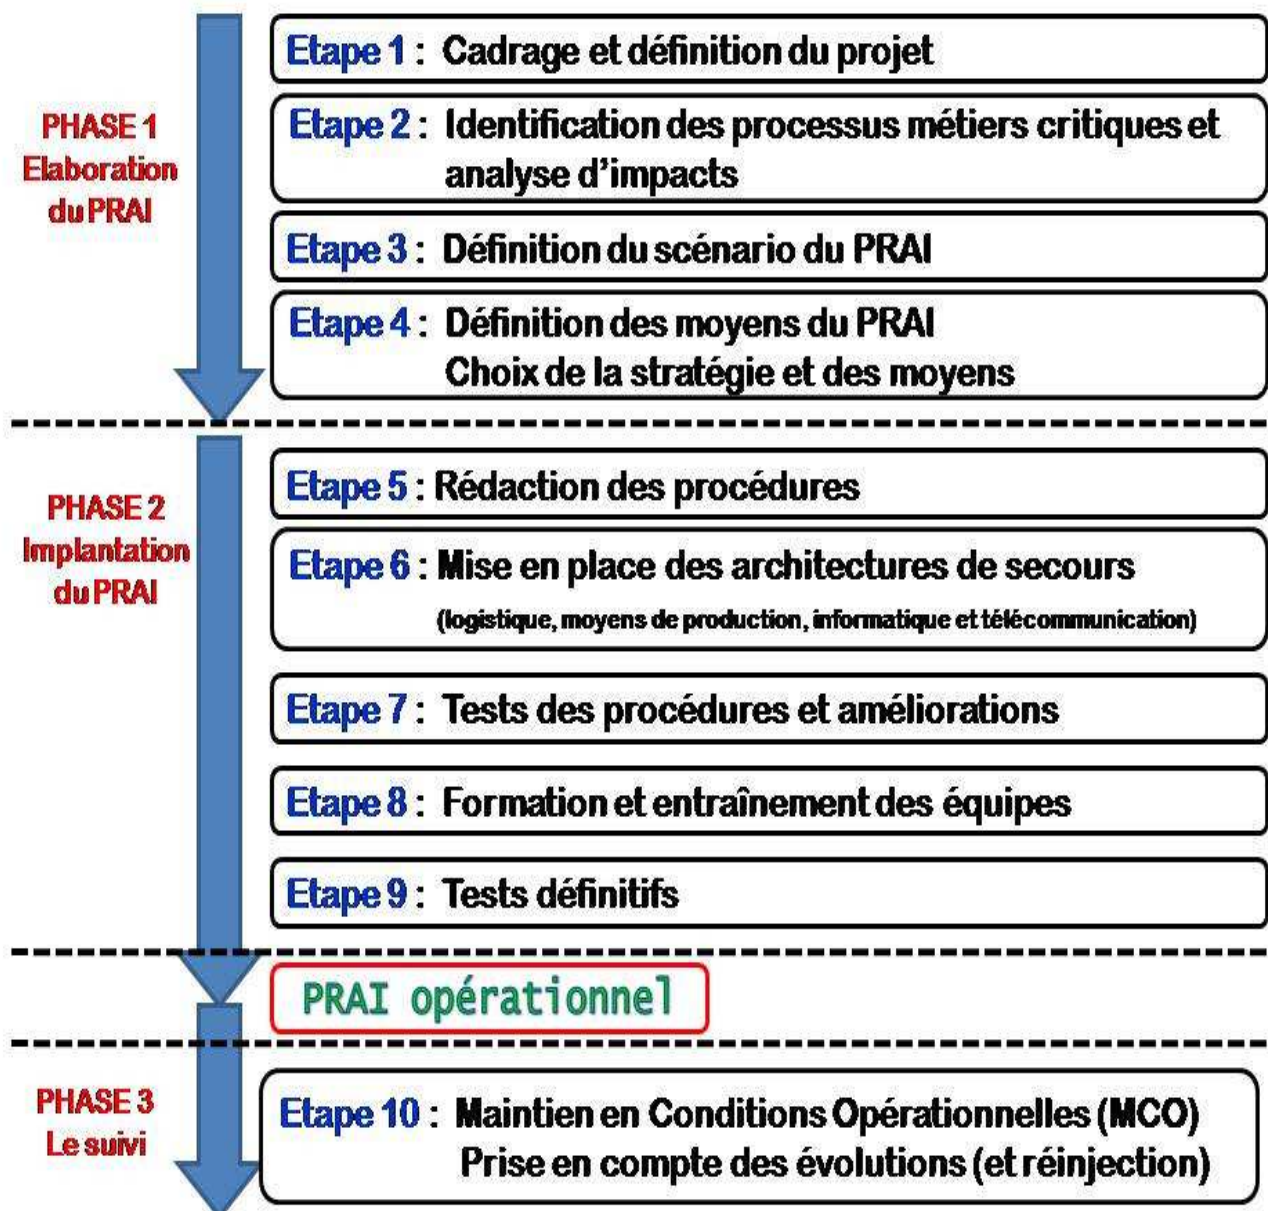 PHASE 1
Elaboration
du PRAI
Etape 1 : Cadrage et définition du projet
Etape 2 : Identification des processus métiers critiques et
analyse d'impacts
Etape 3 : Définition du scénario du PRAI
Etape 4 : Définition des moyens du PRAI
Choix de la stratégie et des moyens
PHASE 2
Implantation
du PRAI
Etape 5 : Rédaction des procédures
Etape 6 : Mise en place des architectures de secours
(logistique, moyens de production, informatique et télécommunication)
Etape 7 : Tests des procédures et améliorations
Etape 8 : Formation et entraînement des équipes
Etape 9 : Tests définitifs
PRAI opérationnel
PHASE 3
Le suivi
Etape 10 : Maintien en Conditions Opérationnelles (MCO)
Prise en compte des évolutions (et réinjection)